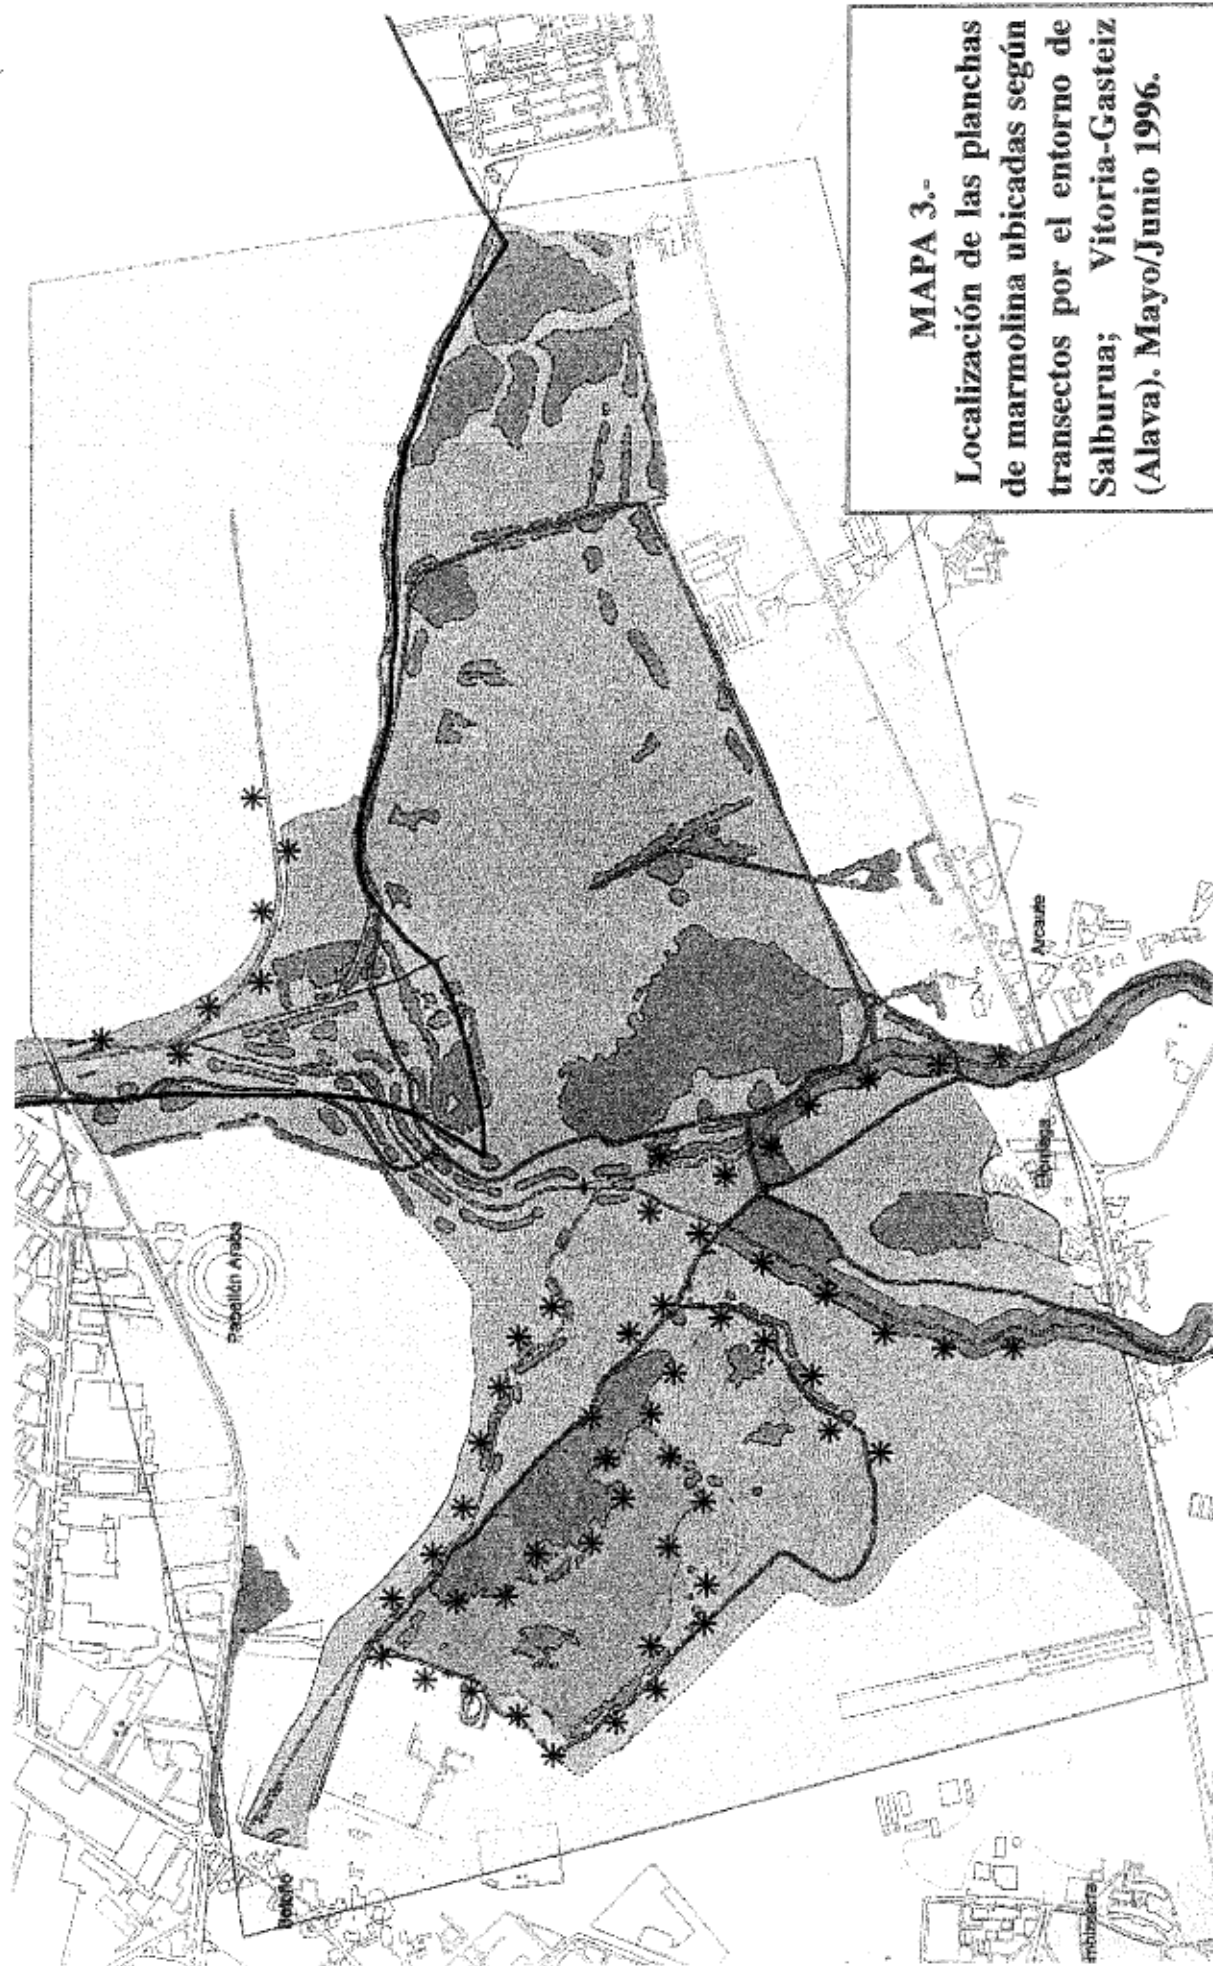 MAPA 3.-
Localización de las planchas
de marmolina ubicadas según
transectos por el entorno de
Salburua; Vitoria-Gasteiz
(Alava). Mayo/Junio 1996.
Pabellón Araba
Betoño
Arcaute
Elorriaga